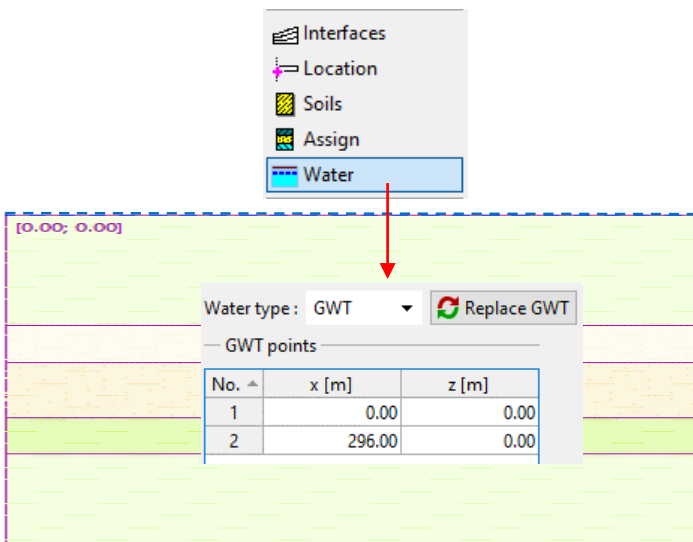 Interfaces
Location
Soils
Assign
Water
[0.00; 0.00]
Water type : GWT Replace GWT
GWT points
No. x [m] z [m]
1 0.00 0.00
2 296.00 0.00